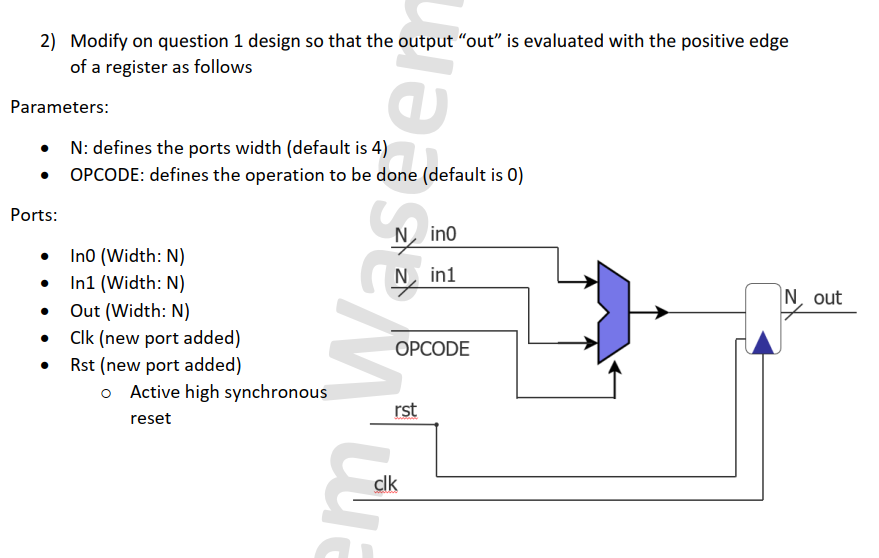 2) Modify on question 1 design so that the output “out” is evaluated with the positive edge
of a register as follows
Parameters:
• N: defines the ports width (default is 4)
• OPCODE: defines the operation to be done (default is 0)
Ports:
• In0 (Width: N)
• In1 (Width: N)
• Out (Width: N)
• Clk (new port added)
• Rst (new port added)
o Active high synchronous
reset
N in0
N in1
OPCODE
rst
clk
N out
em Waseem